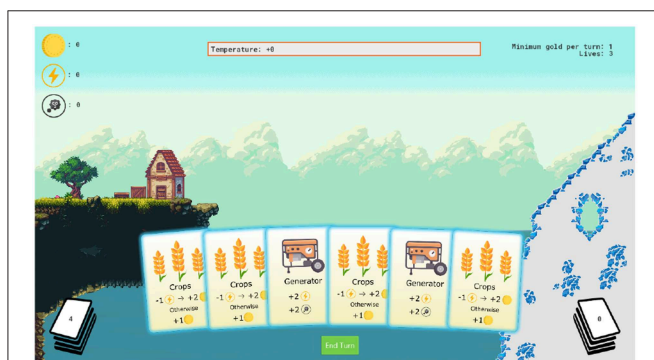 : 0
Temperature: +0
Minimum gold per turn: 1
Lives: 3
: 0
: 0
Crops
-1 → +2
Otherwise
+1
Crops
-1 → +2
Otherwise
+1
Generator
+2
+2
Crops
-1 → +2
Otherwise
+1
Generator
+2
+2
Crops
-1 → +2
Otherwise
+1
4
0
End Turn